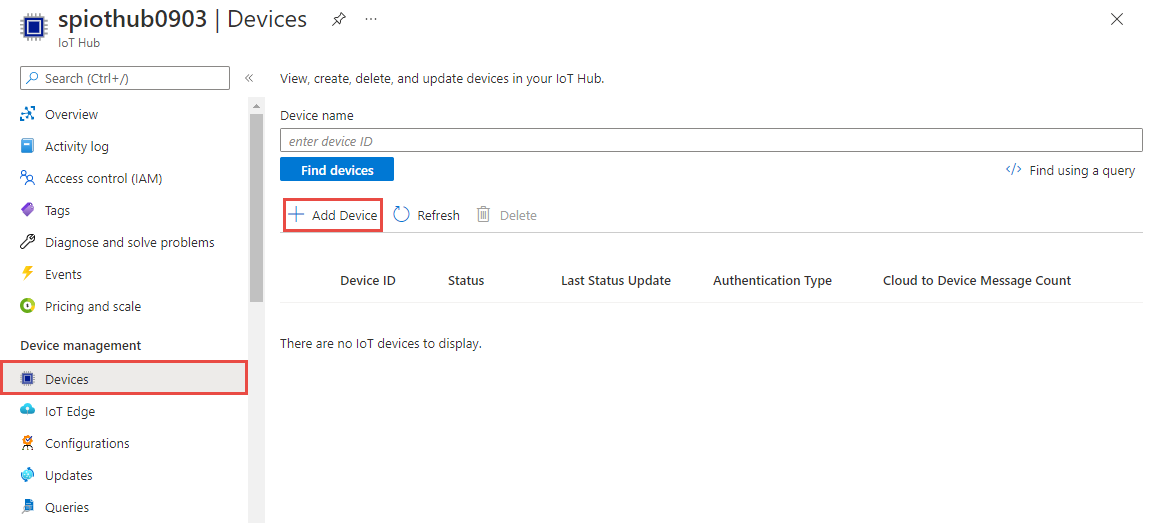 spiothub0903 | Devices ...
IoT Hub
Search (Ctrl+/)
«
Overview
Activity log
Access control (IAM)
Tags
Diagnose and solve problems
Events
Pricing and scale
Device management
Devices
IoT Edge
Configurations
Updates
Queries
View, create, delete, and update devices in your IoT Hub.
Device name
enter device ID
Find devices
</> Find using a query
Add Device Refresh Delete
Device ID Status Last Status Update Authentication Type Cloud to Device Message Count
There are no IoT devices to display.